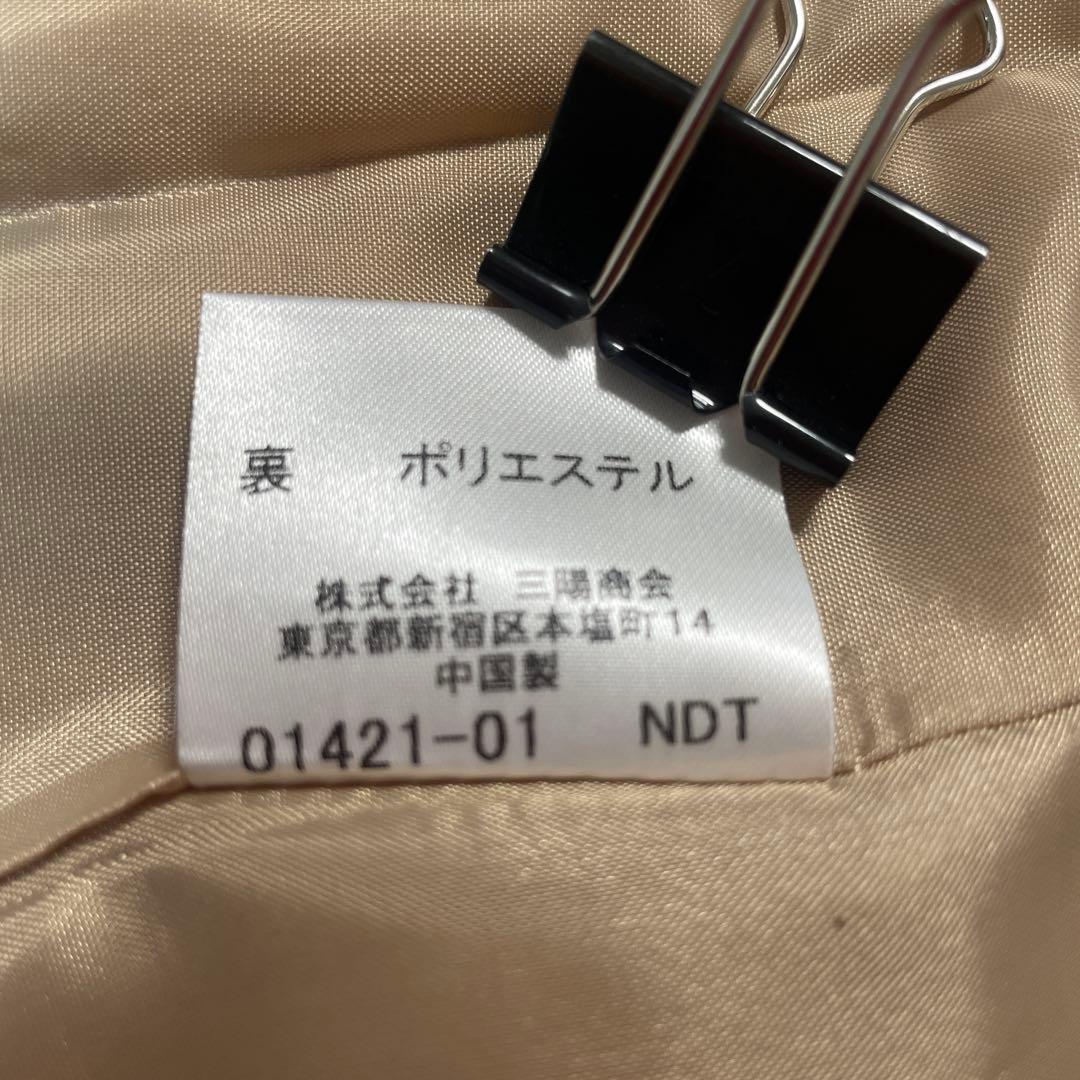 裏 ポリエステル
株式会社 三陽商会
東京都新宿区本塩町14
中国製
01421-01 NDT